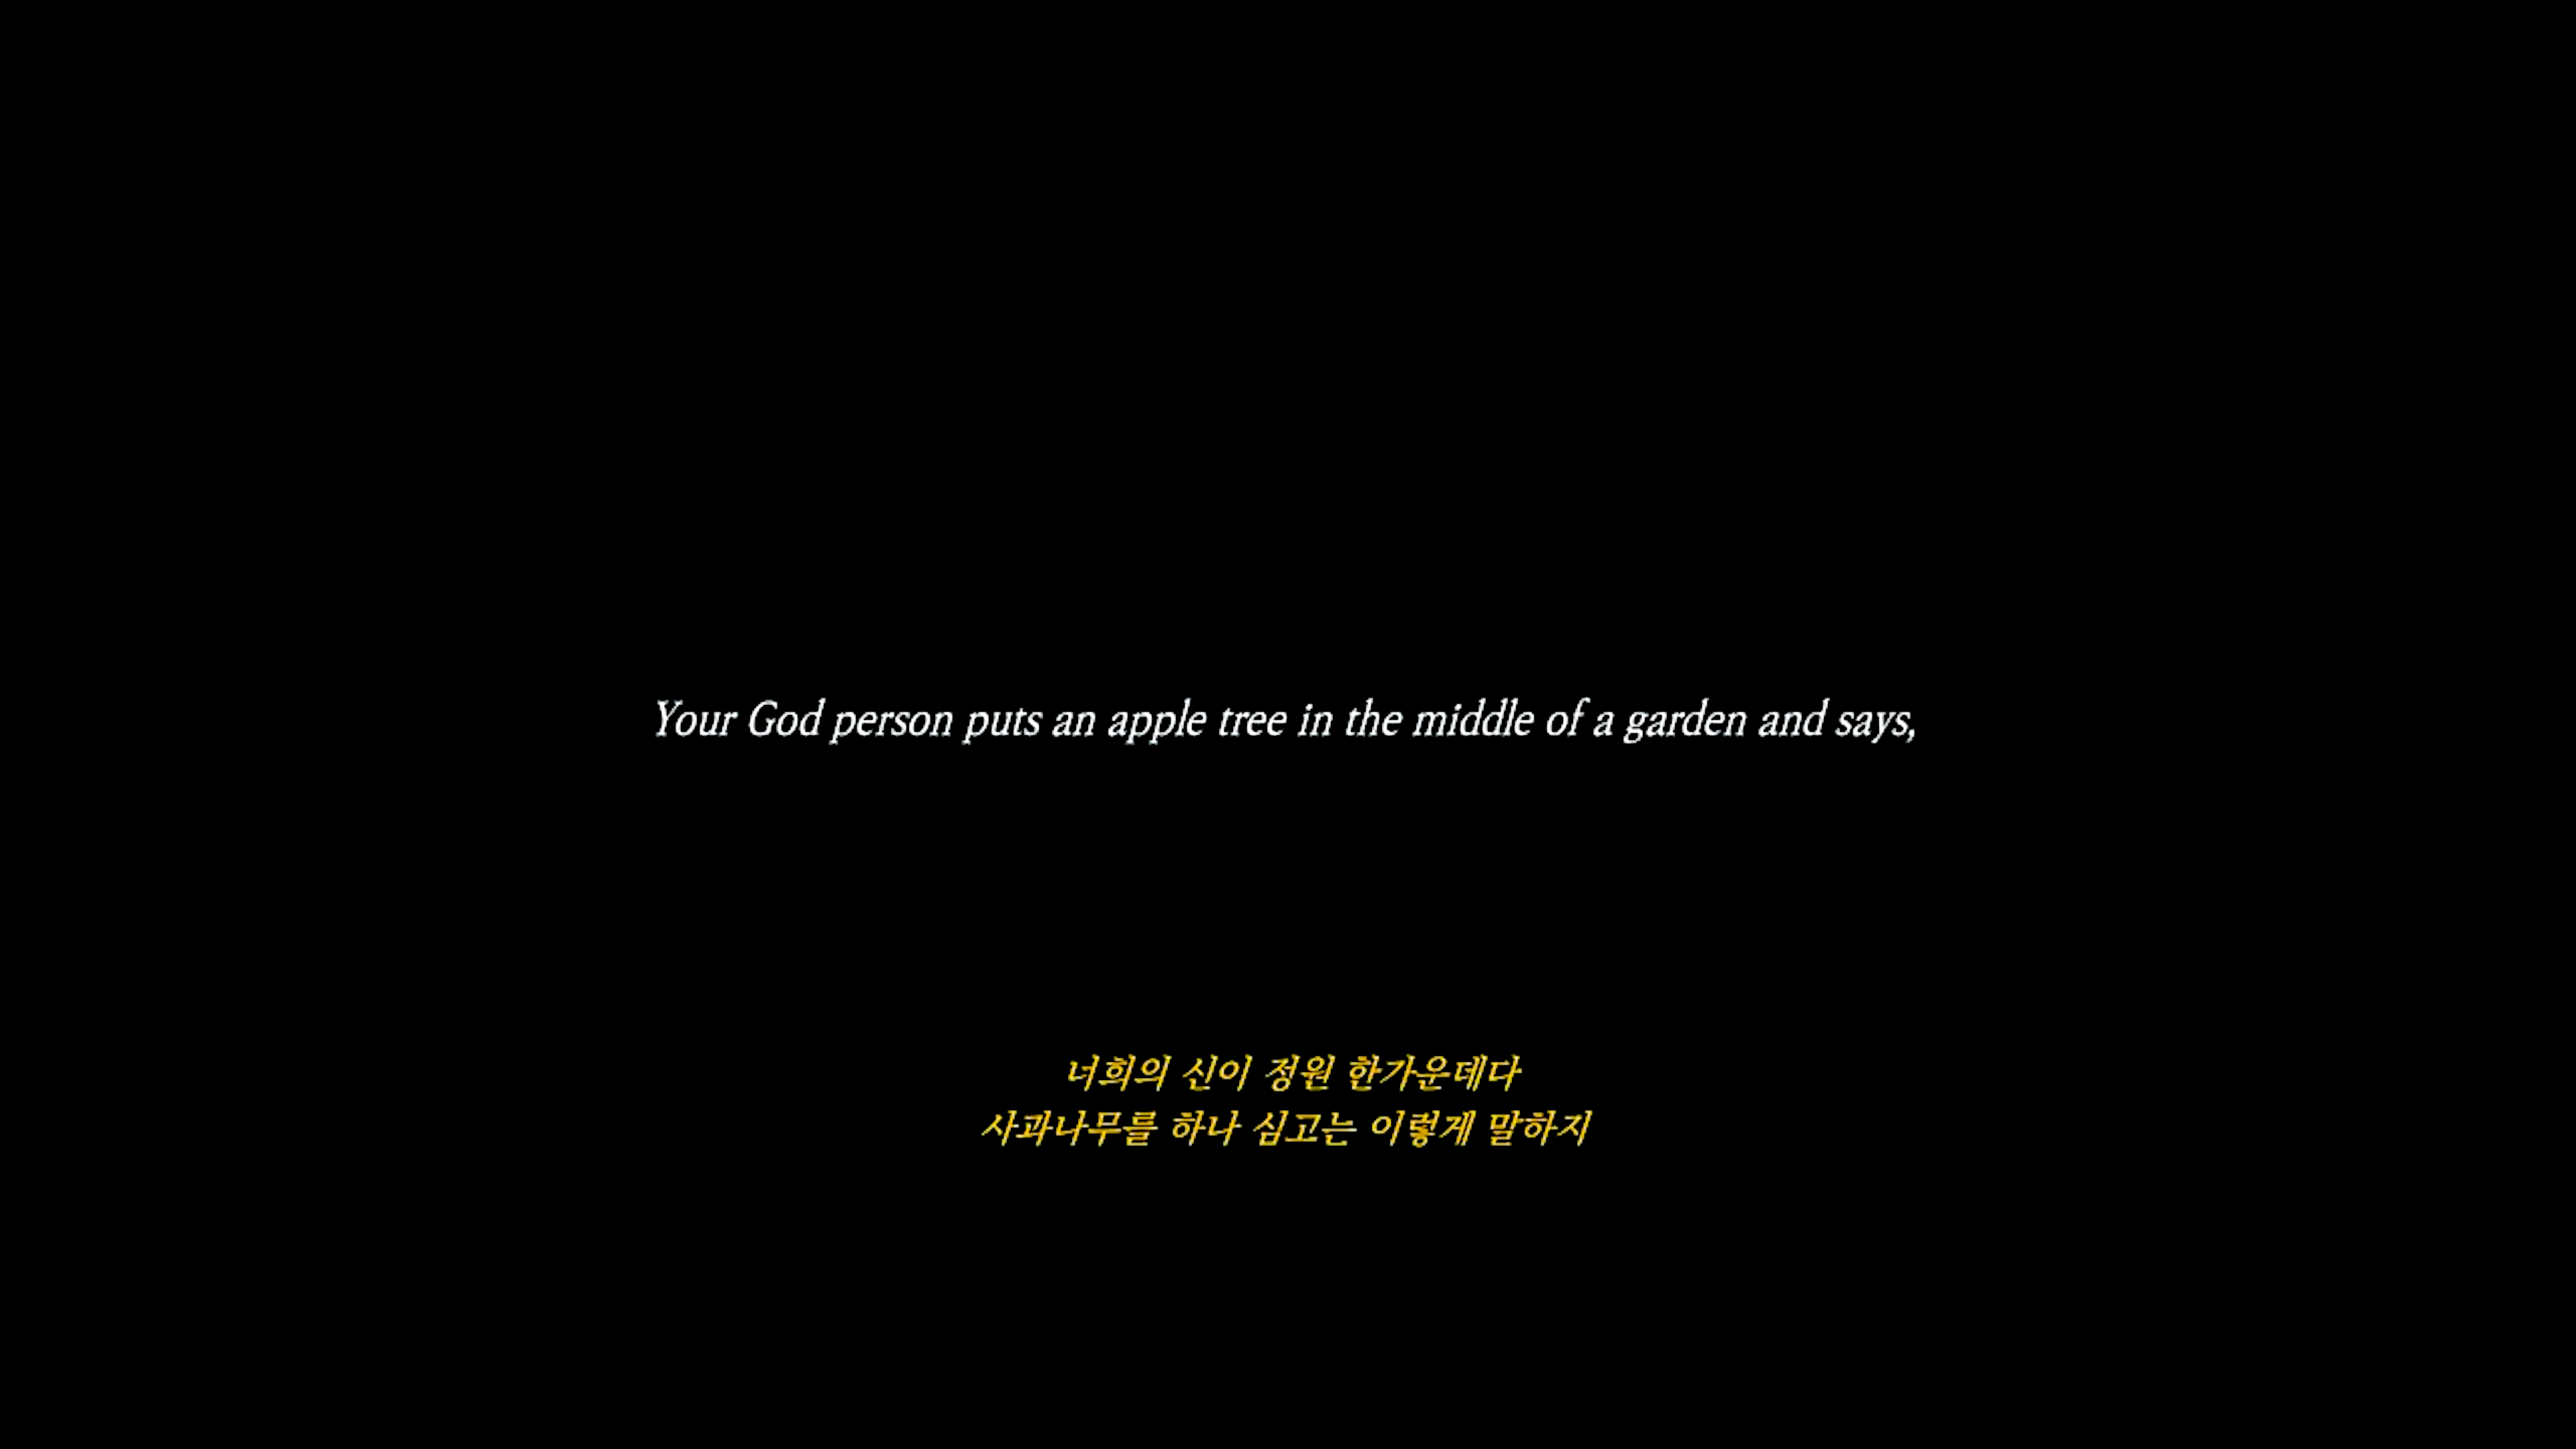 Your God person puts an apple tree in the middle of a garden and says,
너희의 신이 정원 한가운데다
사과나무를 하나 심고는 이렇게 말하지